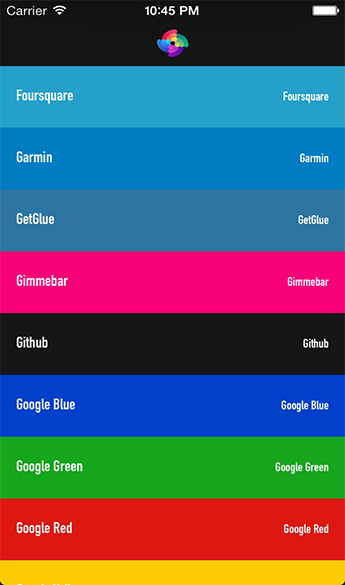 Carrier 10:45 PM
Foursquare Foursquare
Garmin Garmin
GetGlue GetGlue
Gimmebar Gimmebar
Github Github
Google Blue Google Blue
Google Green Google Green
Google Red Google Red